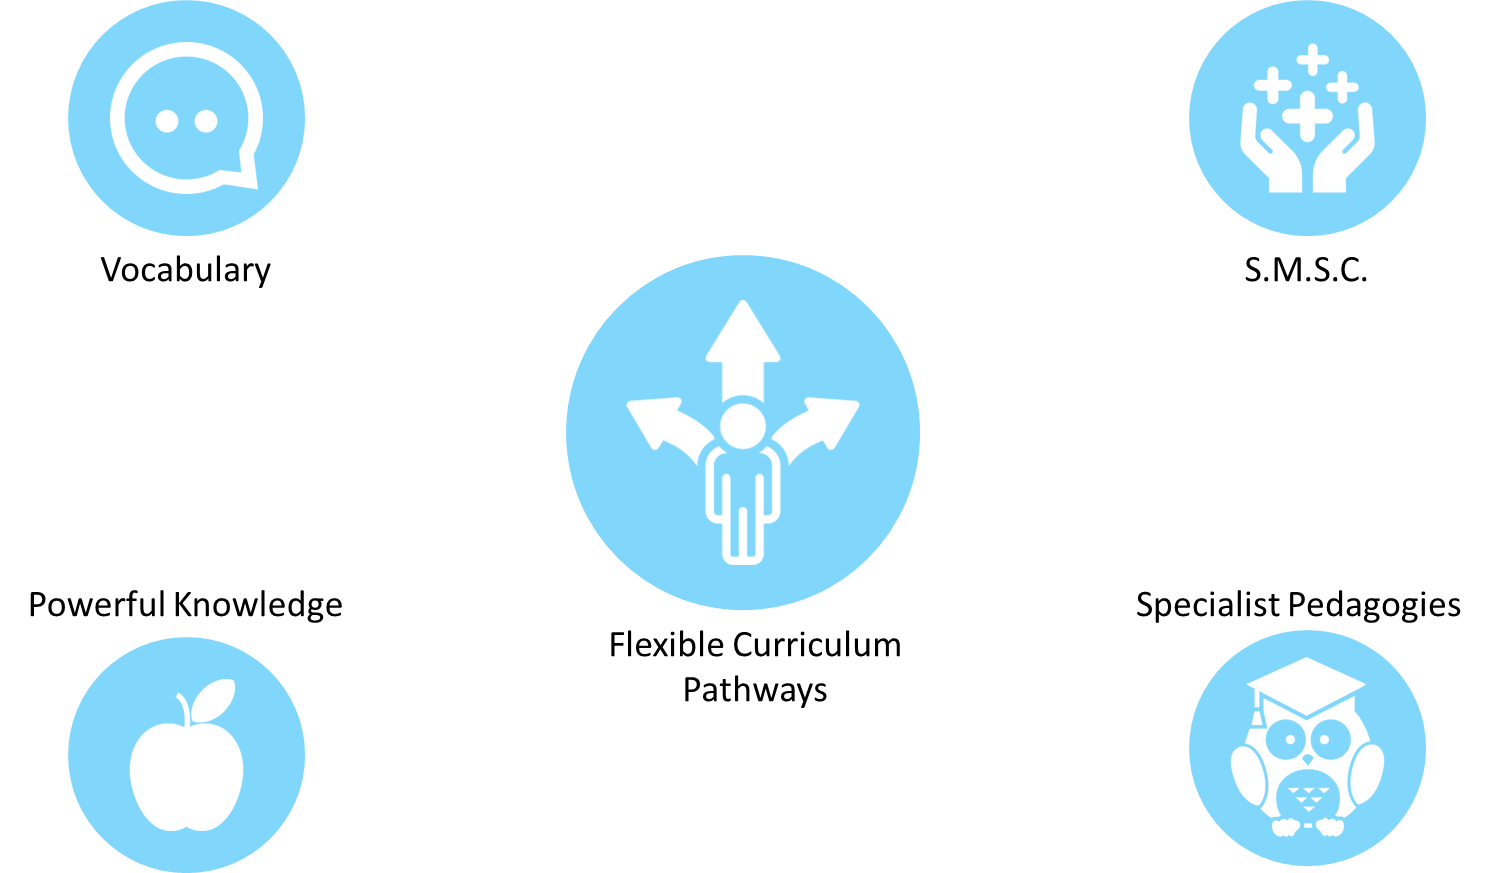 Vocabulary
S.M.S.C.
Powerful Knowledge
Specialist Pedagogies
Flexible Curriculum
Pathways